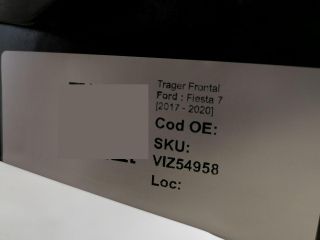 Trager Frontal
Ford : Fiesta 7
[2017 - 2020]
Cod OE:
SKU:
VIZ54958
Loc: